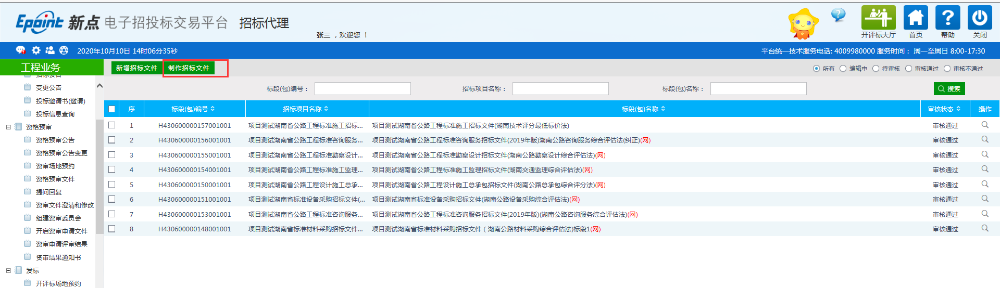 Epoint 新点 电子招投标交易平台 招标代理
张三 ，欢迎您 ！
开评标大厅 首页 帮助 关闭
2020年10月10日 14时06分35秒
平台统一技术服务电话: 4009980000 服务时间： 周一至周日 8:00-17:30
工程业务
招标公告
变更公告
投标邀请书(邀请)
投标信息查询
资格预审
资格预审公告
资格预审公告变更
资审场地预约
资格预审文件
提问回复
资审文件澄清和修改
组建资审委员会
开启资审申请文件
资审申请评审结果
资审结果通知书
发标
开评标场地预约
新增招标文件 制作招标文件
所有 编辑中 待审核 审核通过 审核不通过
标段(包)编号： 招标项目名称： 标段(包)名称： 搜索
序 标段(包)编号 招标项目名称 标段(包)名称 审核状态 操作
1 H430600000157001001 项目测试湖南省公路工程标准施工招标... 项目测试湖南省公路工程标准施工招标文件(湖南技术评分最低标价法) 审核通过
2 H430600000156001001 项目测试湖南省公路工程标准咨询服务... 项目测试湖南省公路工程标准咨询服务招标文件(2019年版)湖南公路咨询服务综合评估法(纠正)(网) 审核通过
3 H430600000155001001 项目测试湖南省公路工程标准勘察设计... 项目测试湖南省公路工程标准勘察设计招标文件(湖南公路勘察设计综合评估法)(网) 审核通过
4 H430600000154001001 项目测试湖南省公路工程标准施工监理... 项目测试湖南省公路工程标准施工监理招标文件(湖南交通监理综合评估法)(网) 审核通过
5 H430600000150001001 项目测试湖南省公路工程设计施工总承... 项目测试湖南省公路工程设计施工总承包招标文件(湖南公路总承包综合评分法)(网) 审核通过
6 H430600000151001001 项目测试湖南省标准设备采购招标文件(... 项目测试湖南省标准设备采购招标文件(湖南公路设备采购综合评估法)(网) 审核通过
7 H430600000153001001 项目测试湖南省公路工程标准咨询服务... 项目测试湖南省公路工程标准咨询服务招标文件(2019年版)(湖南公路咨询服务综合评估法)(网) 审核通过
8 H430600000148001001 项目测试湖南省标准材料采购招标文件... 项目测试湖南省标准材料采购招标文件（湖南公路材料采购综合评估法)标段1(网) 审核通过